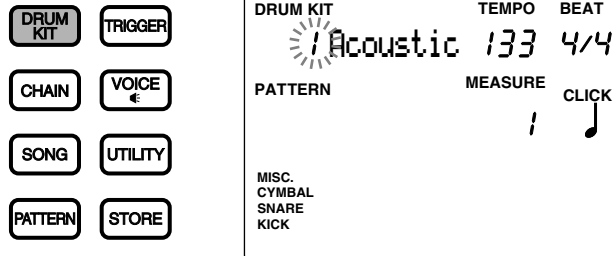 DRUM KIT
TRIGGER
CHAIN
VOICE
SONG
UTILITY
PATTERN
STORE
DRUM KIT TEMPO BEAT
1 Acoustic 133 4/4
PATTERN MEASURE CLICK
1
MISC.
CYMBAL
SNARE
KICK